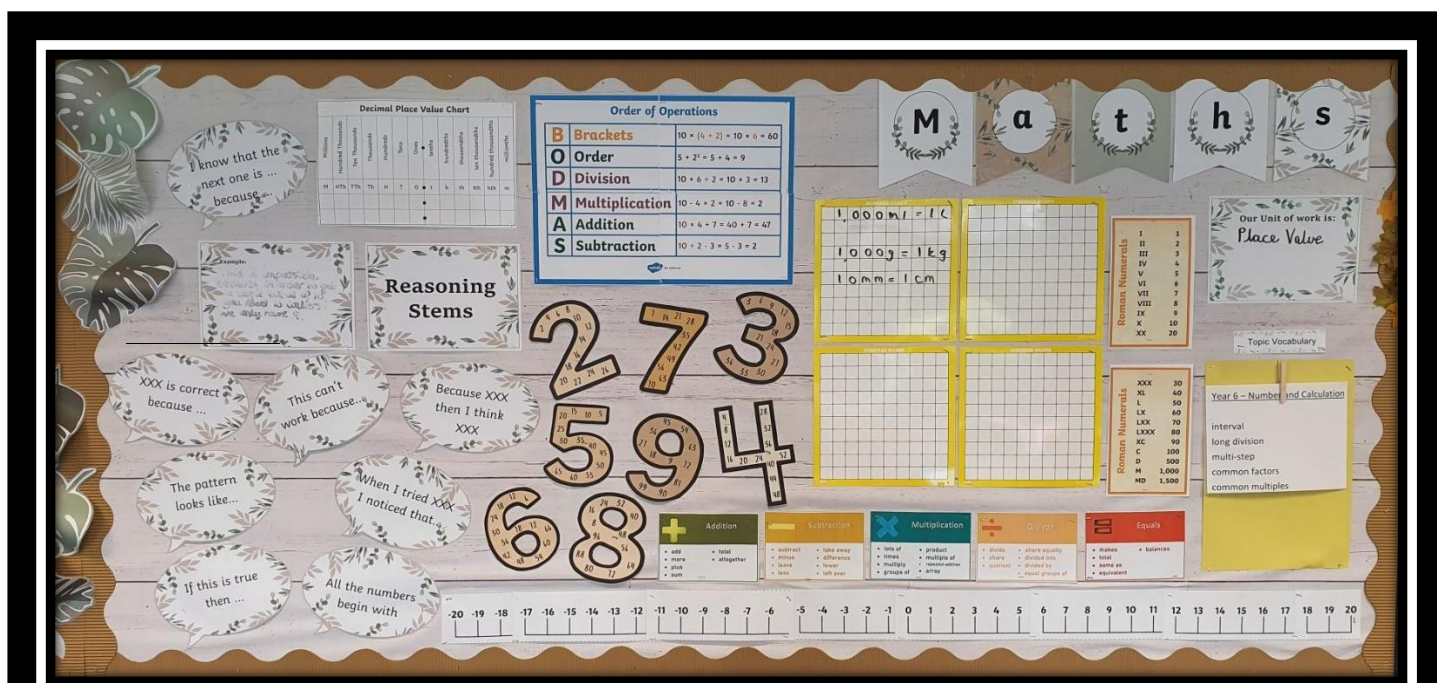 Maths
I know that the
next one is ...
because...
Decimal Place Value Chart
Millions
Hundred Thousands
Ten Thousands
Thousands
Hundreds
Tens
Ones
tenths
hundredths
thousandths
ten thousandths
hundred thousandths
millionths
M HTh TTh Th H T O t h th
Order of Operations
B Brackets 10 × (4 + 2) = 10 × 6 = 60
O Order 5 + 2² = 5 + 4 = 9
D Division 10 + 6 ÷ 2 = 10 + 3 = 13
M Multiplication 10 - 4 × 2 = 10 - 8 = 2
A Addition 10 × 4 + 7 = 40 + 7 = 47
S Subtraction 10 ÷ 2 - 3 = 5 - 3 = 2
Example:
Reasoning
Stems
XXX is correct
because ...
This can't
work because...
Because XXX
then I think
XXX
The pattern
looks like...
When I tried XXX
I noticed that...
If this is true
then ...
All the numbers
begin with
2 7 3
5 9 4
6 8
1,000ml = 1L
1,000g = 1kg
10mm = 1cm
Roman Numerals
I 1
II 2
III 3
IV 4
V 5
VI 6
VII 7
VIII 8
IX 9
X 10
XX 20
Roman Numerals
XXX 30
XL 40
L 50
LX 60
LXX 70
LXXX 80
XC 90
C 100
D 500
M 1,000
MD 1,500
Our Unit of work is:
Place Value
Topic Vocabulary
Year 6 – Number and Calculation
interval
long division
multi-step
common factors
common multiples
Addition
add
more
plus
sum
total
altogether
Subtraction
subtract
minus
leave
less
take away
difference
fewer
left over
Multiplication
lots of
times
multiply
groups of
product
multiple of
repeated addition
array
Division
divide
share
quotient
share equally
divided into
divided by
equal groups of
Equals
makes
total
same as
equivalent
balances
-20 -19 -18 -17 -16 -15 -14 -13 -12 -11 -10 -9 -8 -7 -6 -5 -4 -3 -2 -1 0 1 2 3 4 5 6 7 8 9 10 11 12 13 14 15 16 17 18 19 20